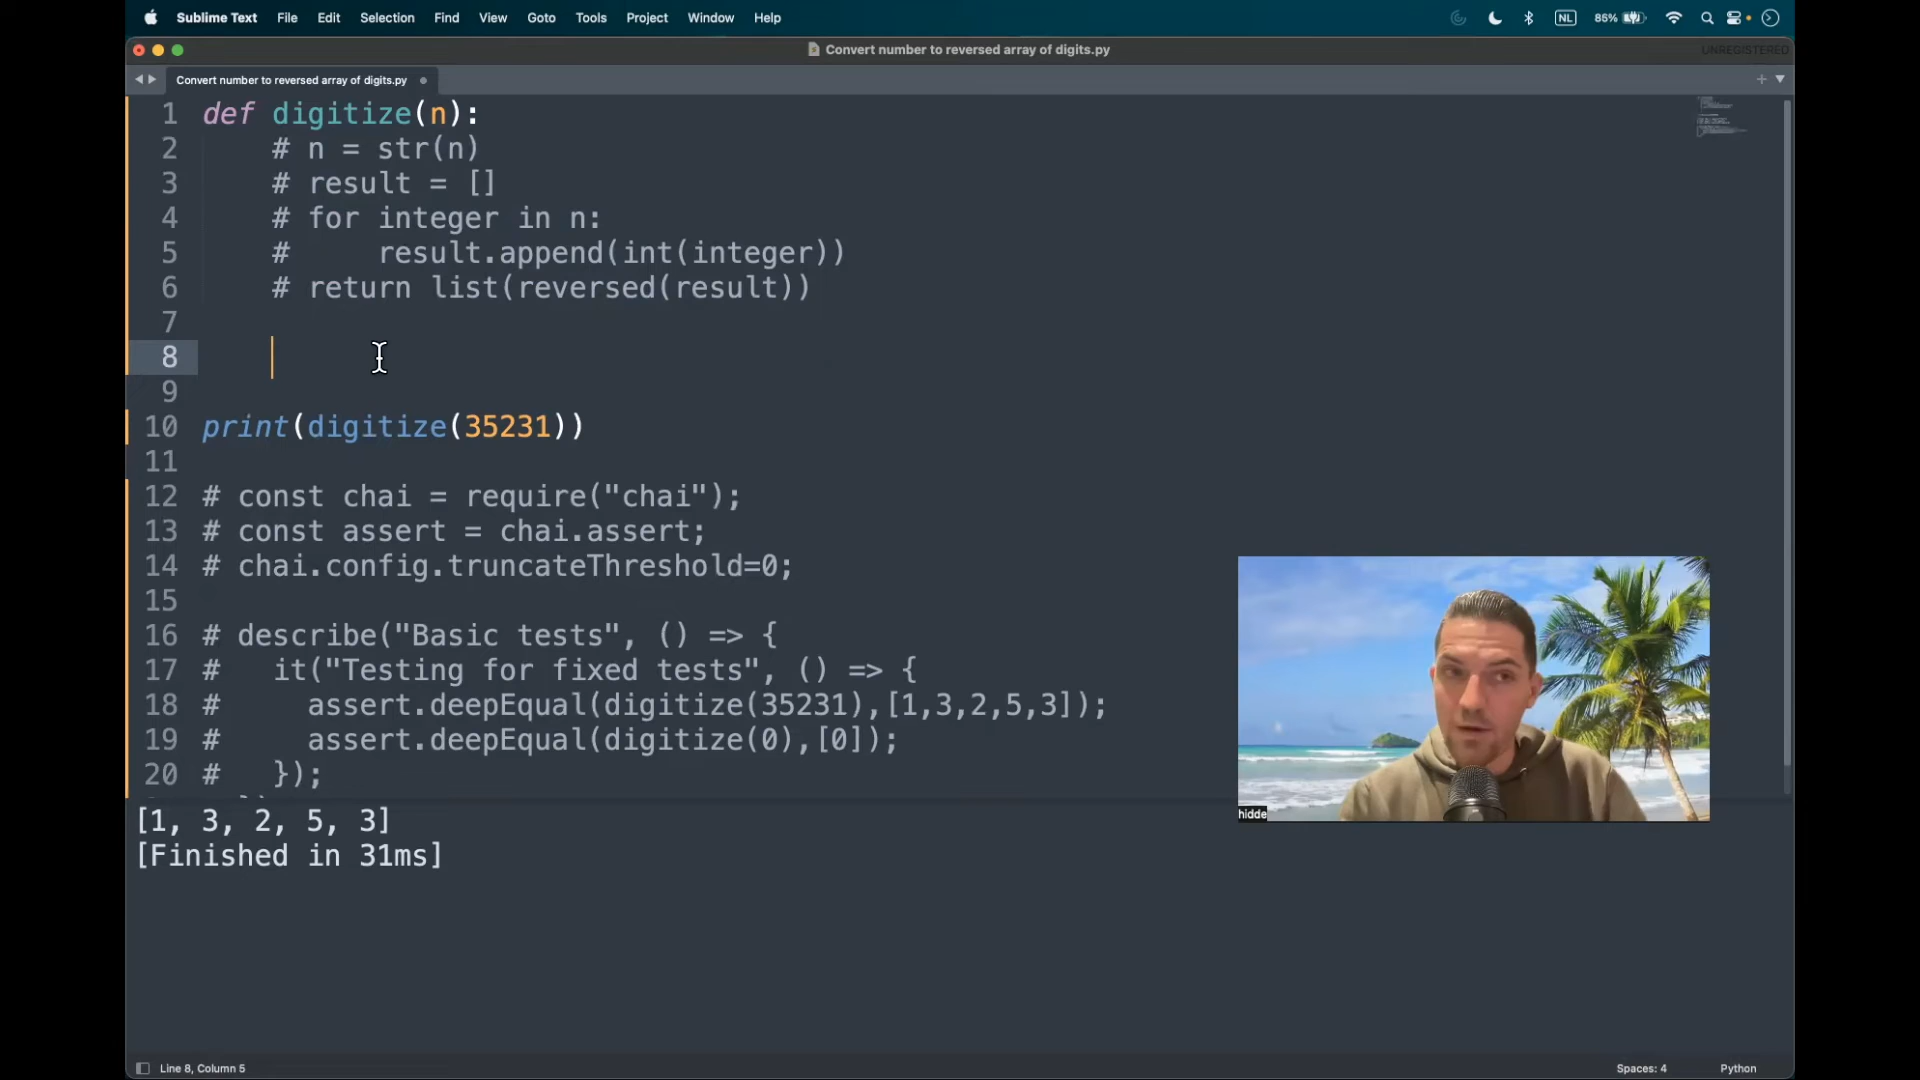 Sublime Text File Edit Selection Find View Goto Tools Project Window Help NL 86%
Convert number to reversed array of digits.py UNREGISTERED
Convert number to reversed array of digits.py
1 def digitize(n):
2 # n = str(n)
3 # result = []
4 # for integer in n:
5 #     result.append(int(integer))
6 # return list(reversed(result))
7
8
9
10 print(digitize(35231))
11
12 # const chai = require("chai");
13 # const assert = chai.assert;
14 # chai.config.truncateThreshold=0;
15
16 # describe("Basic tests", () => {
17 #   it("Testing for fixed tests", () => {
18 #     assert.deepEqual(digitize(35231),[1,3,2,5,3]);
19 #     assert.deepEqual(digitize(0),[0]);
20 #   });
hidde
[1, 3, 2, 5, 3]
[Finished in 31ms]
Line 8, Column 5 Spaces: 4 Python